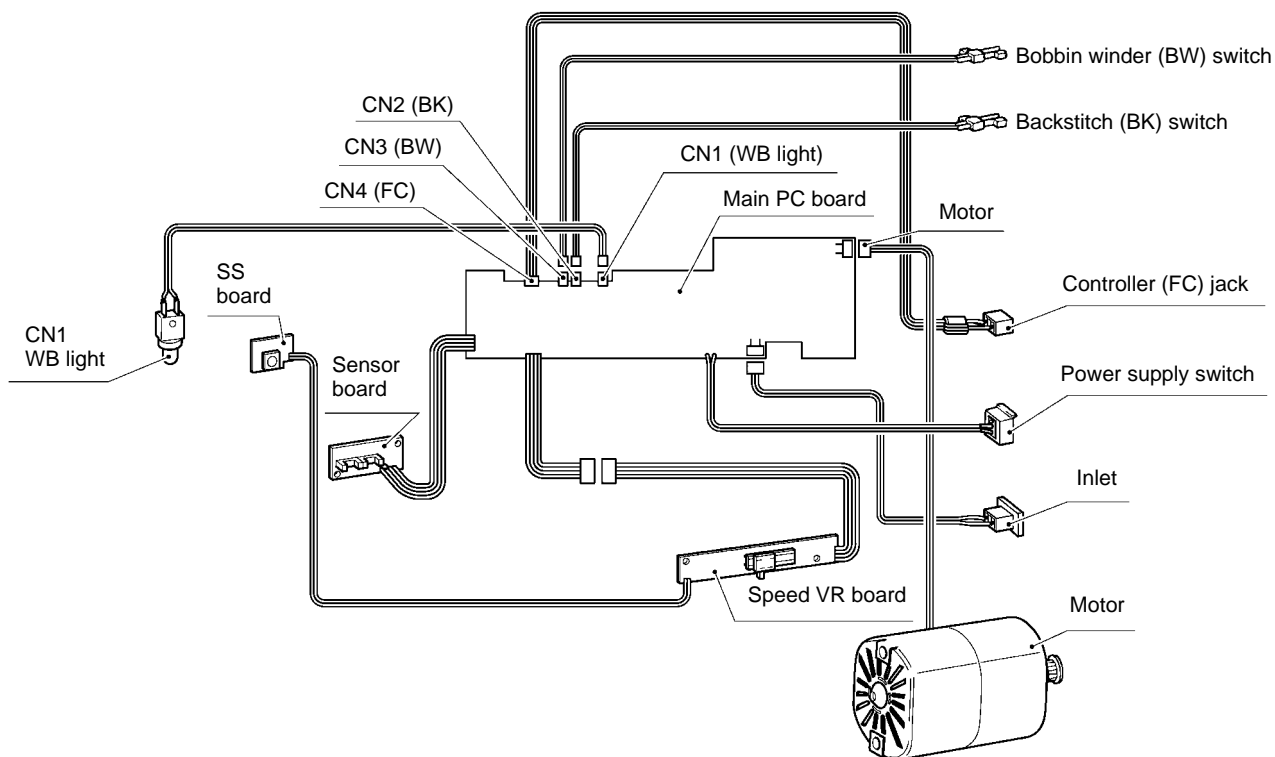 Bobbin winder (BW) switch
CN2 (BK)
Backstitch (BK) switch
CN3 (BW)
CN1 (WB light)
CN4 (FC)
Main PC board
Motor
SS
board
Controller (FC) jack
CN1
WB light
Sensor
board
Power supply switch
Inlet
Speed VR board
Motor